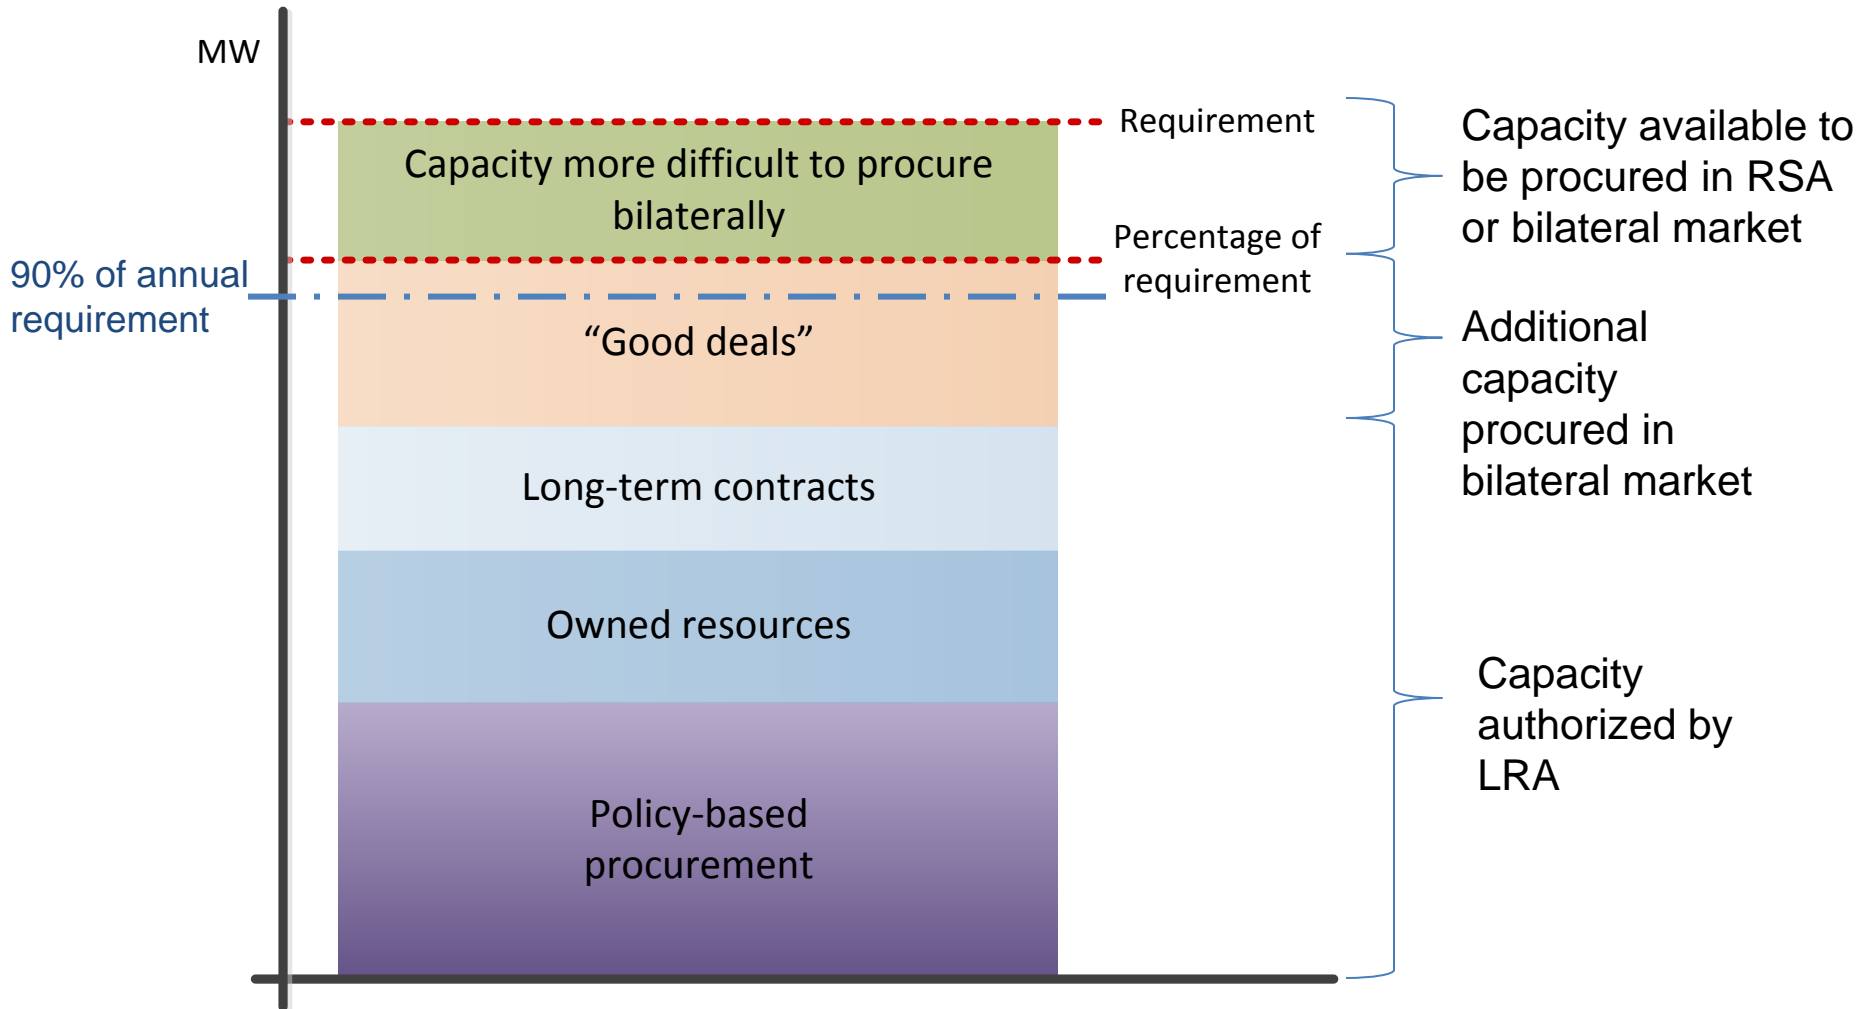 MW
Requirement
Capacity more difficult to procure
bilaterally
Percentage of
requirement
90% of annual
requirement
“Good deals”
Long-term contracts
Owned resources
Policy-based
procurement
Capacity available to
be procured in RSA
or bilateral market
Additional
capacity
procured in
bilateral market
Capacity
authorized by
LRA